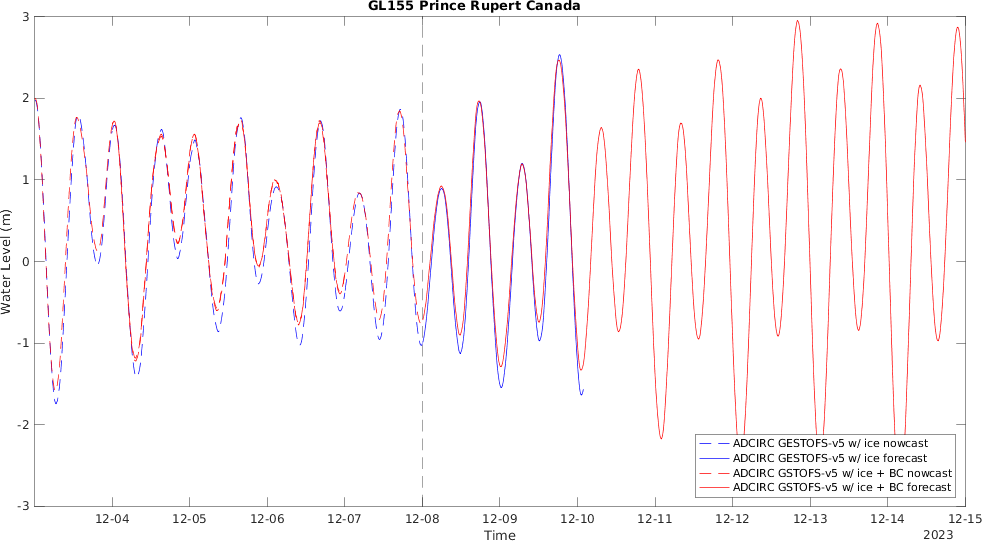 GL155 Prince Rupert Canada
3
2
1
0
-1
-2
-3
Water Level (m)
ADCIRC GESTOFS-v5 w/ ice nowcast
ADCIRC GESTOFS-v5 w/ ice forecast
ADCIRC GSTOFS-v5 w/ ice + BC nowcast
ADCIRC GSTOFS-v5 w/ ice + BC forecast
12-04 12-05 12-06 12-07 12-08 12-09 12-10 12-11 12-12 12-13 12-14 12-15
Time
2023